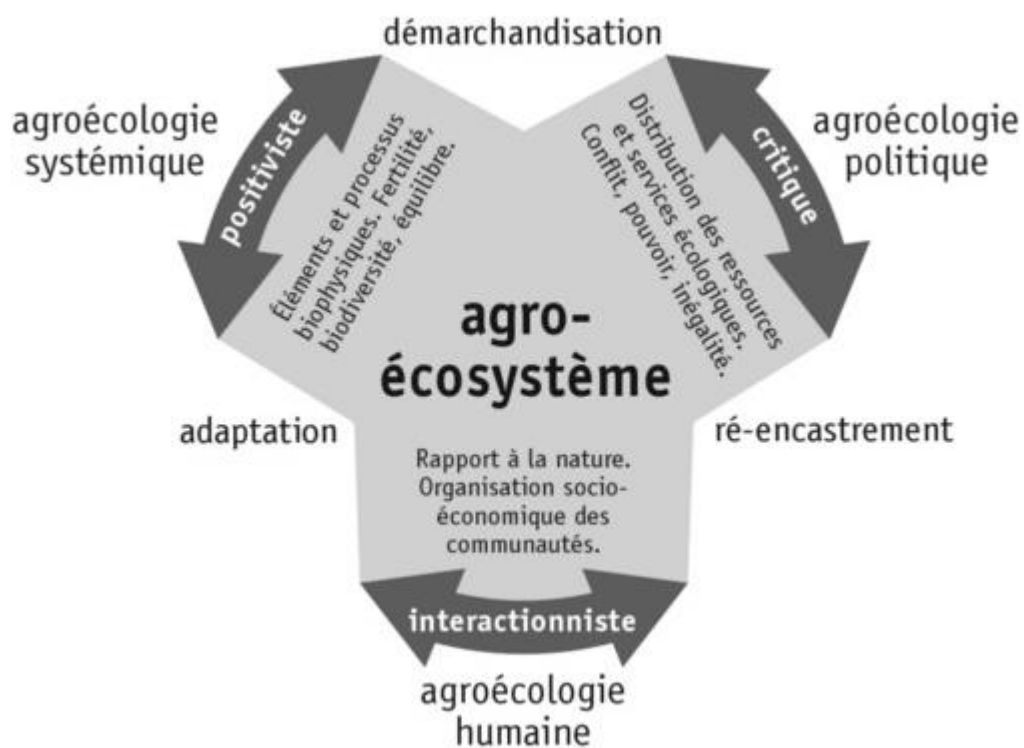 démarchandisation
agroécologie
systémique
positiviste
Éléments et processus
biophysiques. Fertilité,
biodiversité, équilibre.
Distribution des ressources
et services écologiques.
Conflit, pouvoir, inégalité.
critique
agroécologie
politique
agro-
écosystème
adaptation
ré-encastrement
Rapport à la nature.
Organisation socio-
économique des
communautés.
interactionniste
agroécologie
humaine